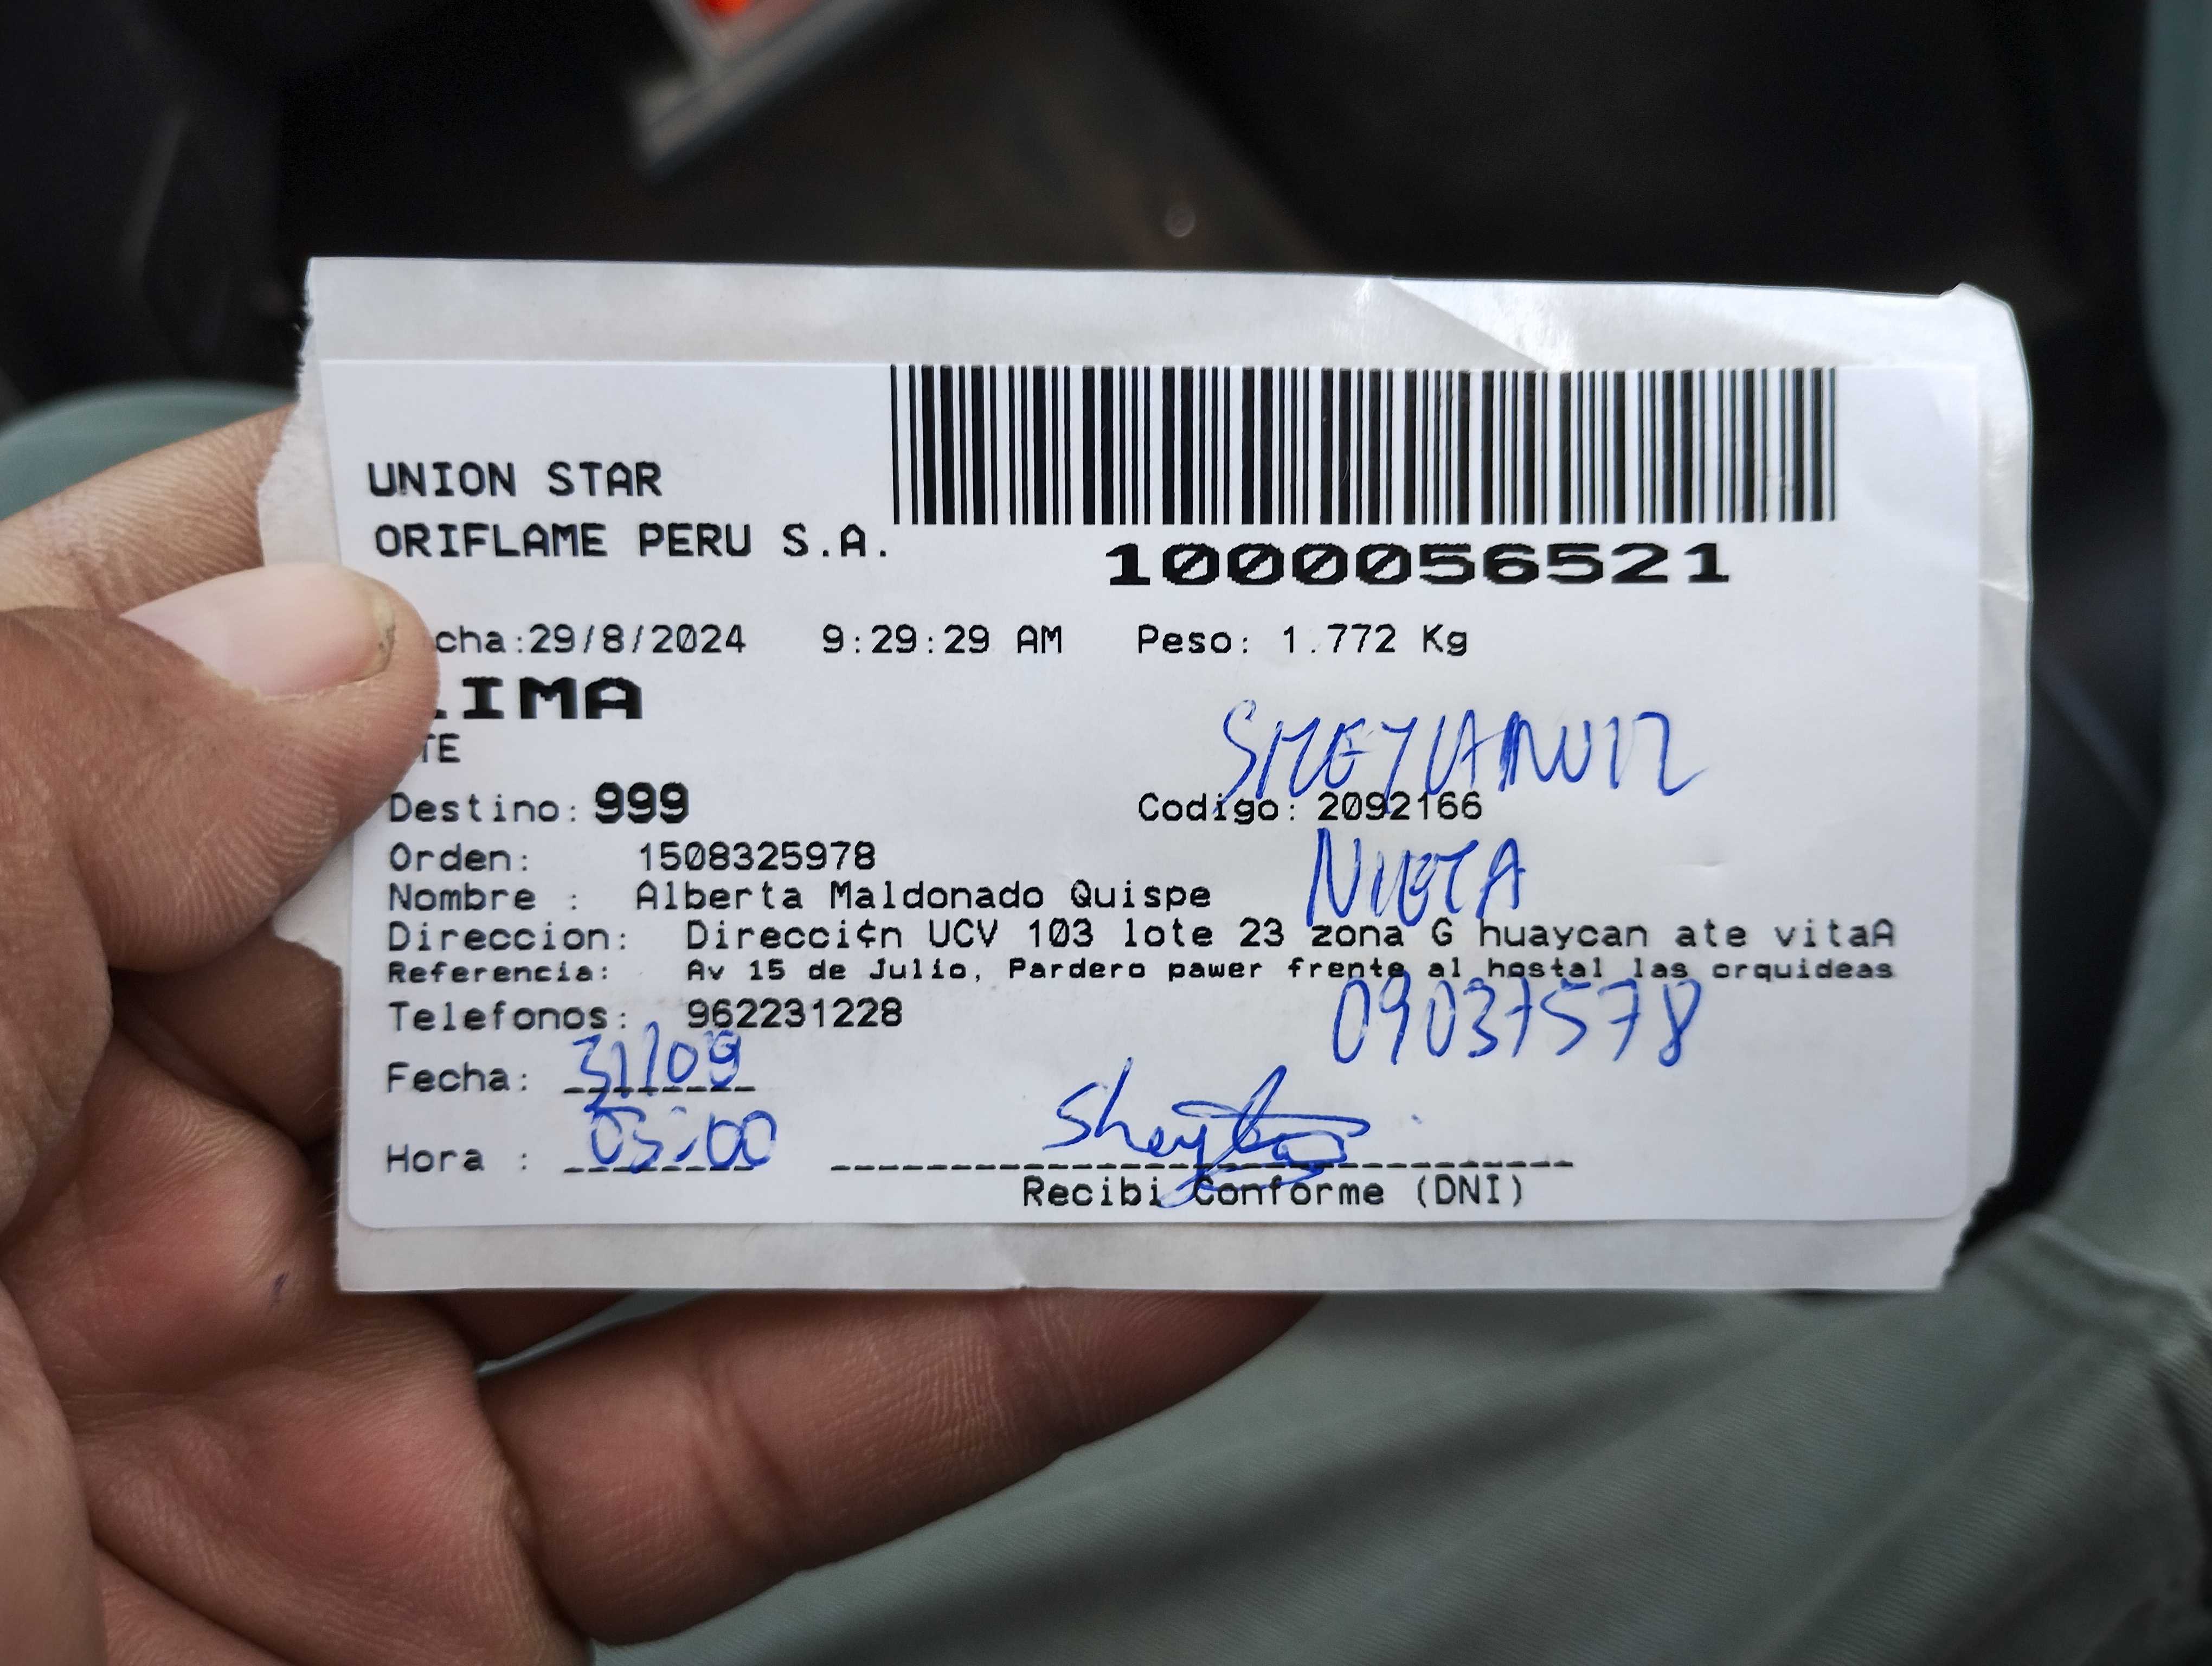 UNION STAR
ORIFLAME PERU S.A.
1000056521
cha:29/8/2024 9:29:29 AM Peso: 1.772 Kg
LIMA
TE
Destino: 999 Codigo: 2092166
Orden: 1508325978
NIETA
Nombre : Alberta Maldonado Quispe
Direccion: Direcci¢n UCV 103 lote 23 zona G huaycan ate vitaA
Referencia: Av 15 de Julio, Pardero pawer frente al hostal las orquideas
Telefonos: 962231228
09037578
Fecha: 31/09
Hora : 03:00
Recibi Conforme (DNI)